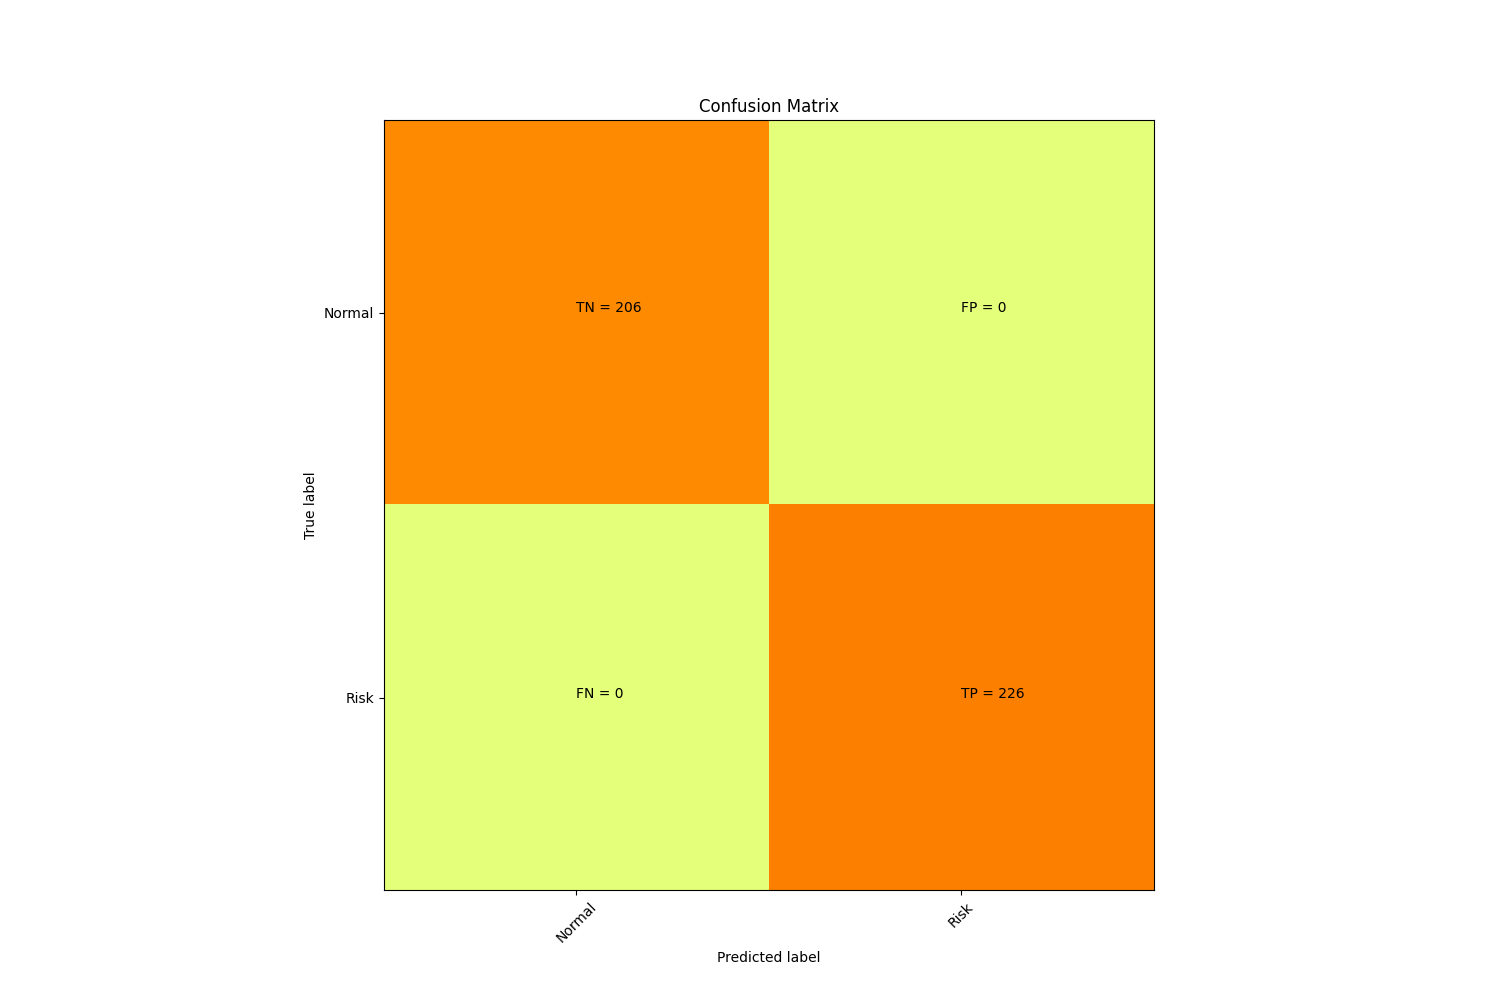 Confusion Matrix
Normal
TN = 206
FP = 0
True label
Risk
FN = 0
TP = 226
Normal
Risk
Predicted label